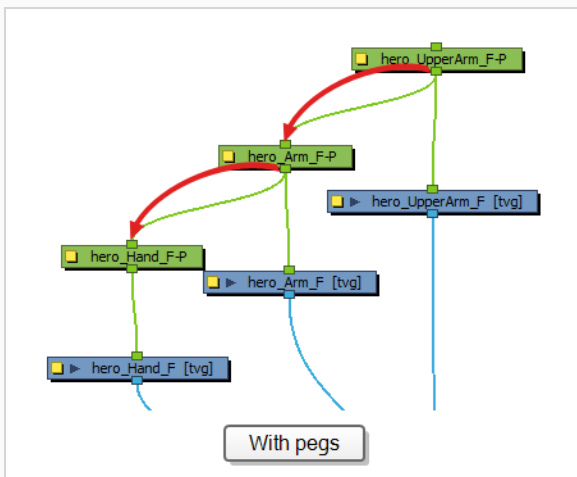 hero_UpperArm_F-P
hero_Arm_F-P
hero_UpperArm_F [tvg]
hero_Hand_F-P
hero_Arm_F [tvg]
hero_Hand_F [tvg]
With pegs